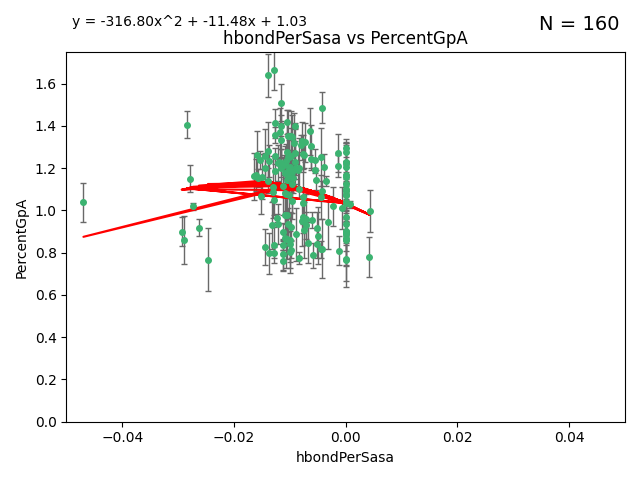 y = -316.80x^2 + -11.48x + 1.03
N = 160
hbondPerSasa vs PercentGpA
PercentGpA
1.6
1.4
1.2
1.0
0.8
0.6
0.4
0.2
0.0
−0.04 −0.02 0.00 0.02 0.04
hbondPerSasa